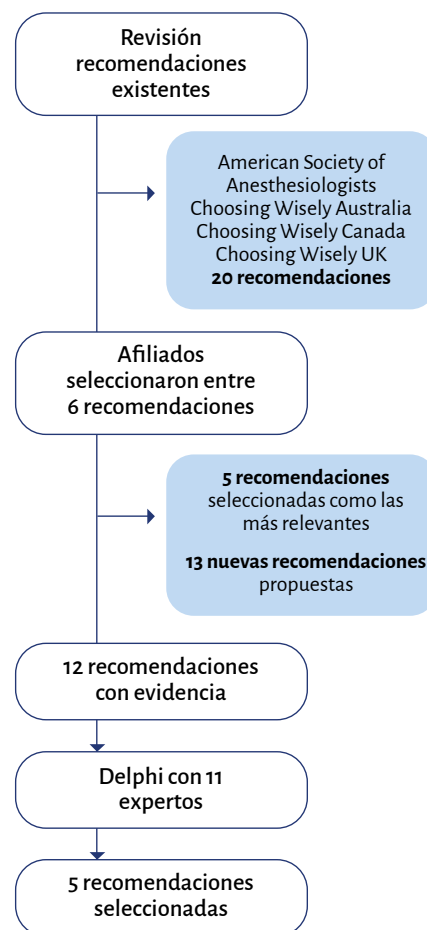 Revisión
recomendaciones
existentes
American Society of
Anesthesiologists
Choosing Wisely Australia
Choosing Wisely Canada
Choosing Wisely UK
20 recomendaciones
Afiliados
seleccionaron entre
6 recomendaciones
5 recomendaciones
seleccionadas como las
más relevantes
13 nuevas recomendaciones
propuestas
12 recomendaciones
con evidencia
Delphi con 11
expertos
5 recomendaciones
seleccionadas